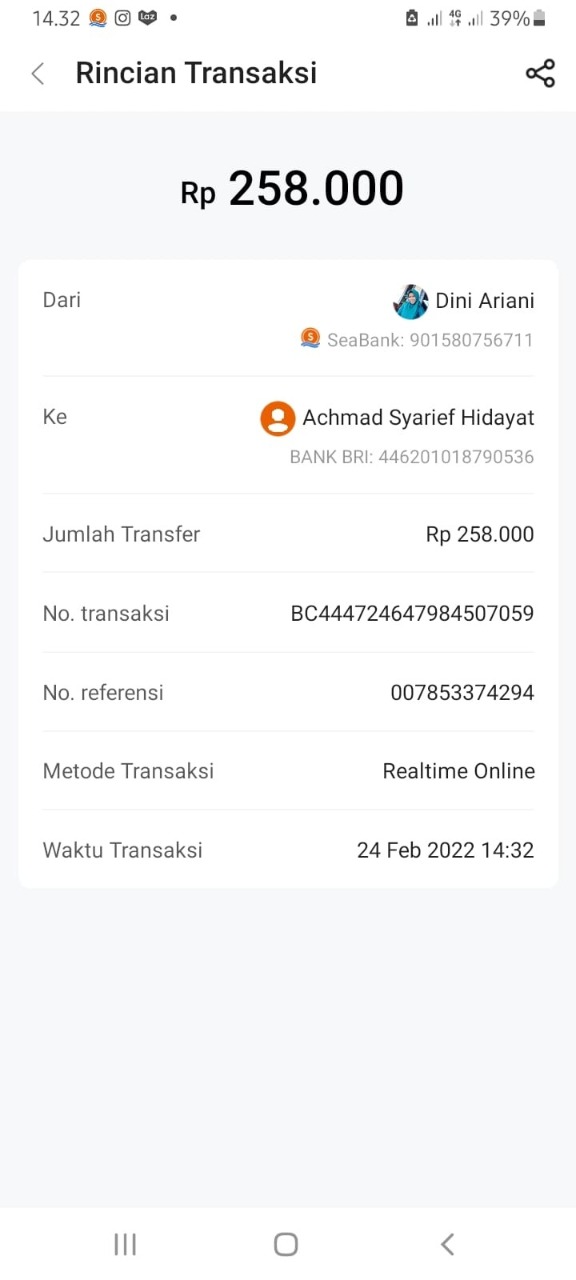 14.32 39%
Rincian Transaksi
Rp 258.000
Dari Dini Ariani
SeaBank: 901580756711
Ke Achmad Syarief Hidayat
BANK BRI: 446201018790536
Jumlah Transfer Rp 258.000
No. transaksi BC444724647984507059
No. referensi 007853374294
Metode Transaksi Realtime Online
Waktu Transaksi 24 Feb 2022 14:32